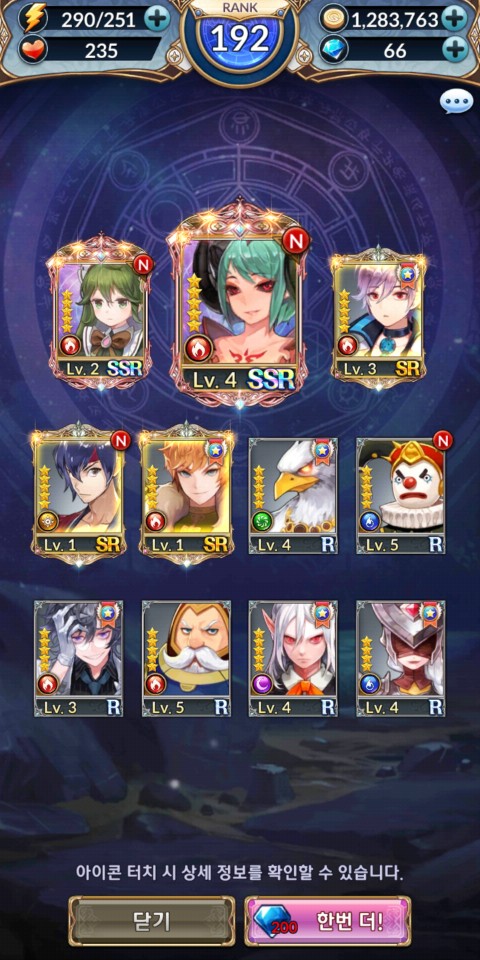 RANK
192
290/251
235
1,283,763
66
N
N
Lv. 2 SSR
Lv. 4 SSR
Lv. 3 SR
N
N
Lv. 1 SR
Lv. 1 SR
Lv. 4 R
Lv. 5 R
Lv. 3 R
Lv. 5 R
Lv. 4 R
Lv. 4 R
아이콘 터치 시 상세 정보를 확인할 수 있습니다.
닫기
200 한번 더!